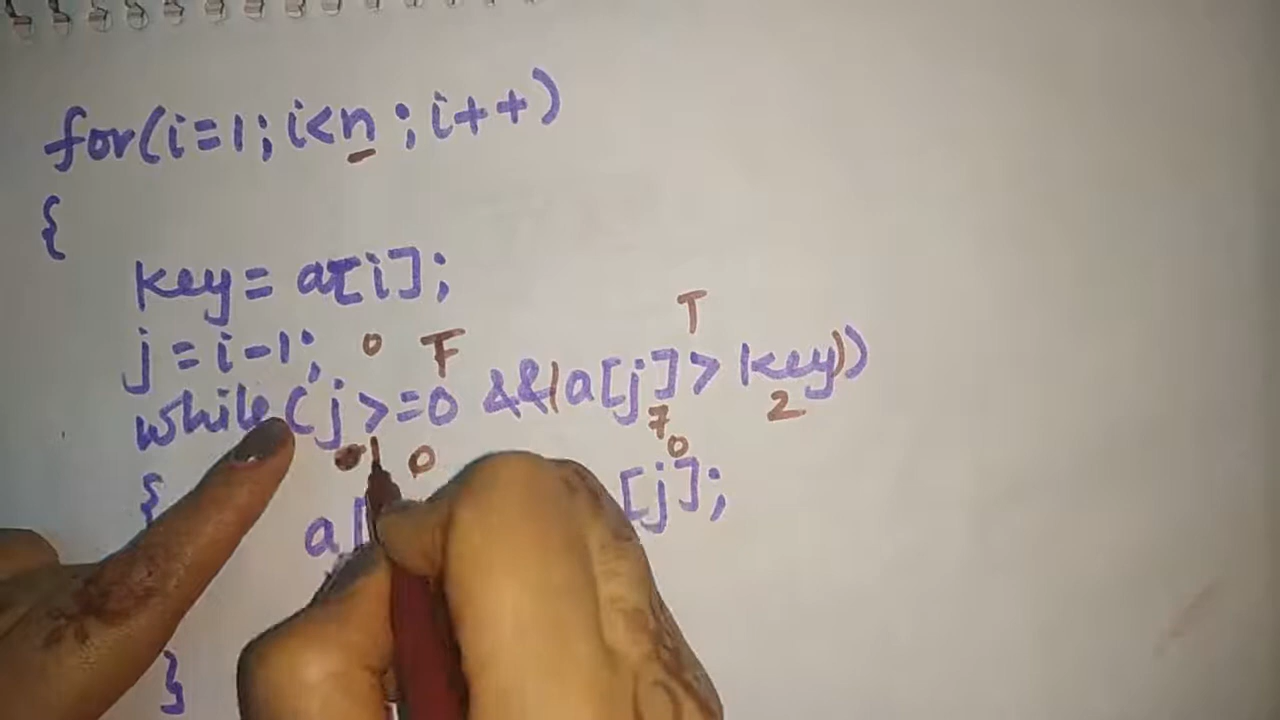 for(i=1;i<n;i++)
{
key=a[i];
j=i-1; 0 F T
while(j>=0 &&(a[j]>key))
0 7 2
{ 0
a[ [j];
}